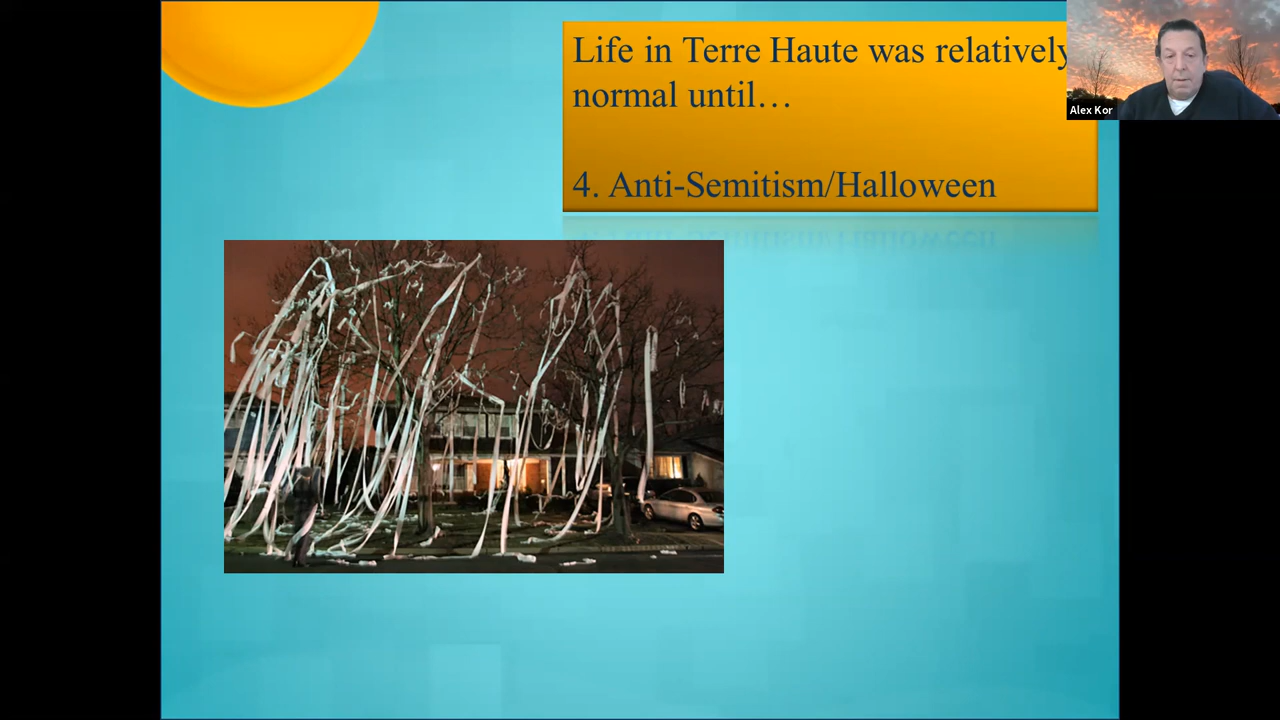 Life in Terre Haute was relatively
normal until…
4. Anti-Semitism/Halloween
Alex Kor